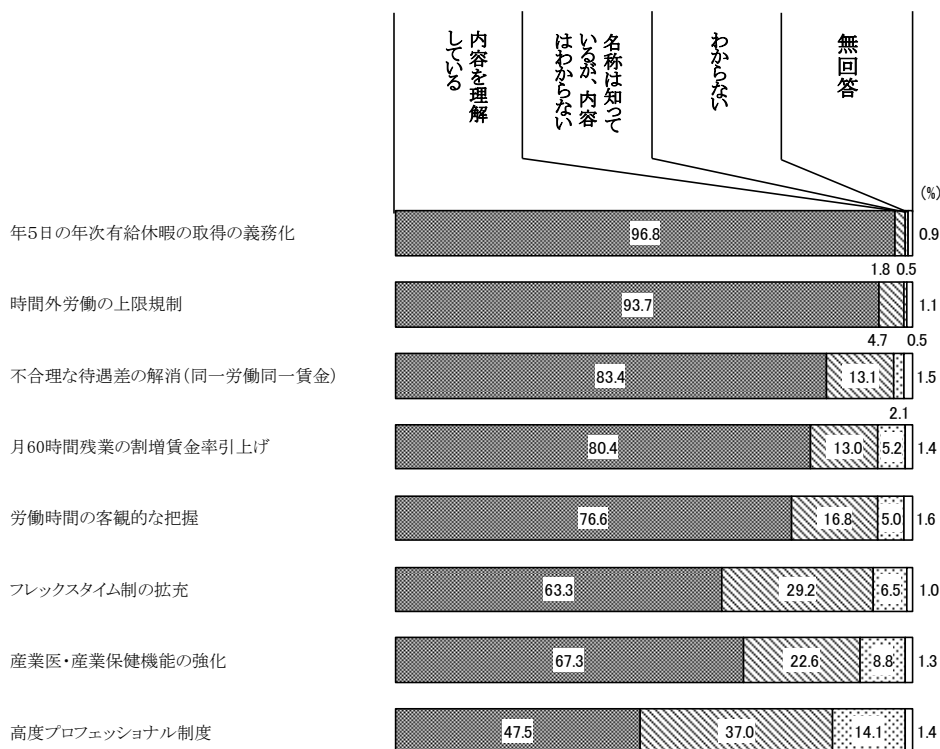 内容を理解
している
名称は知って
いるが、内容
はわからない
わからない
無回答
(%)
年5日の年次有給休暇の取得の義務化
96.8
0.9
1.8 0.5
時間外労働の上限規制
93.7
1.1
4.7 0.5
不合理な待遇差の解消(同一労働同一賃金)
83.4
13.1
1.5
2.1
月60時間残業の割増賃金率引上げ
80.4
13.0
5.2
1.4
労働時間の客観的な把握
76.6
16.8
5.0
1.6
フレックスタイム制の拡充
63.3
29.2
6.5
1.0
産業医・産業保健機能の強化
67.3
22.6
8.8
1.3
高度プロフェッショナル制度
47.5
37.0
14.1
1.4